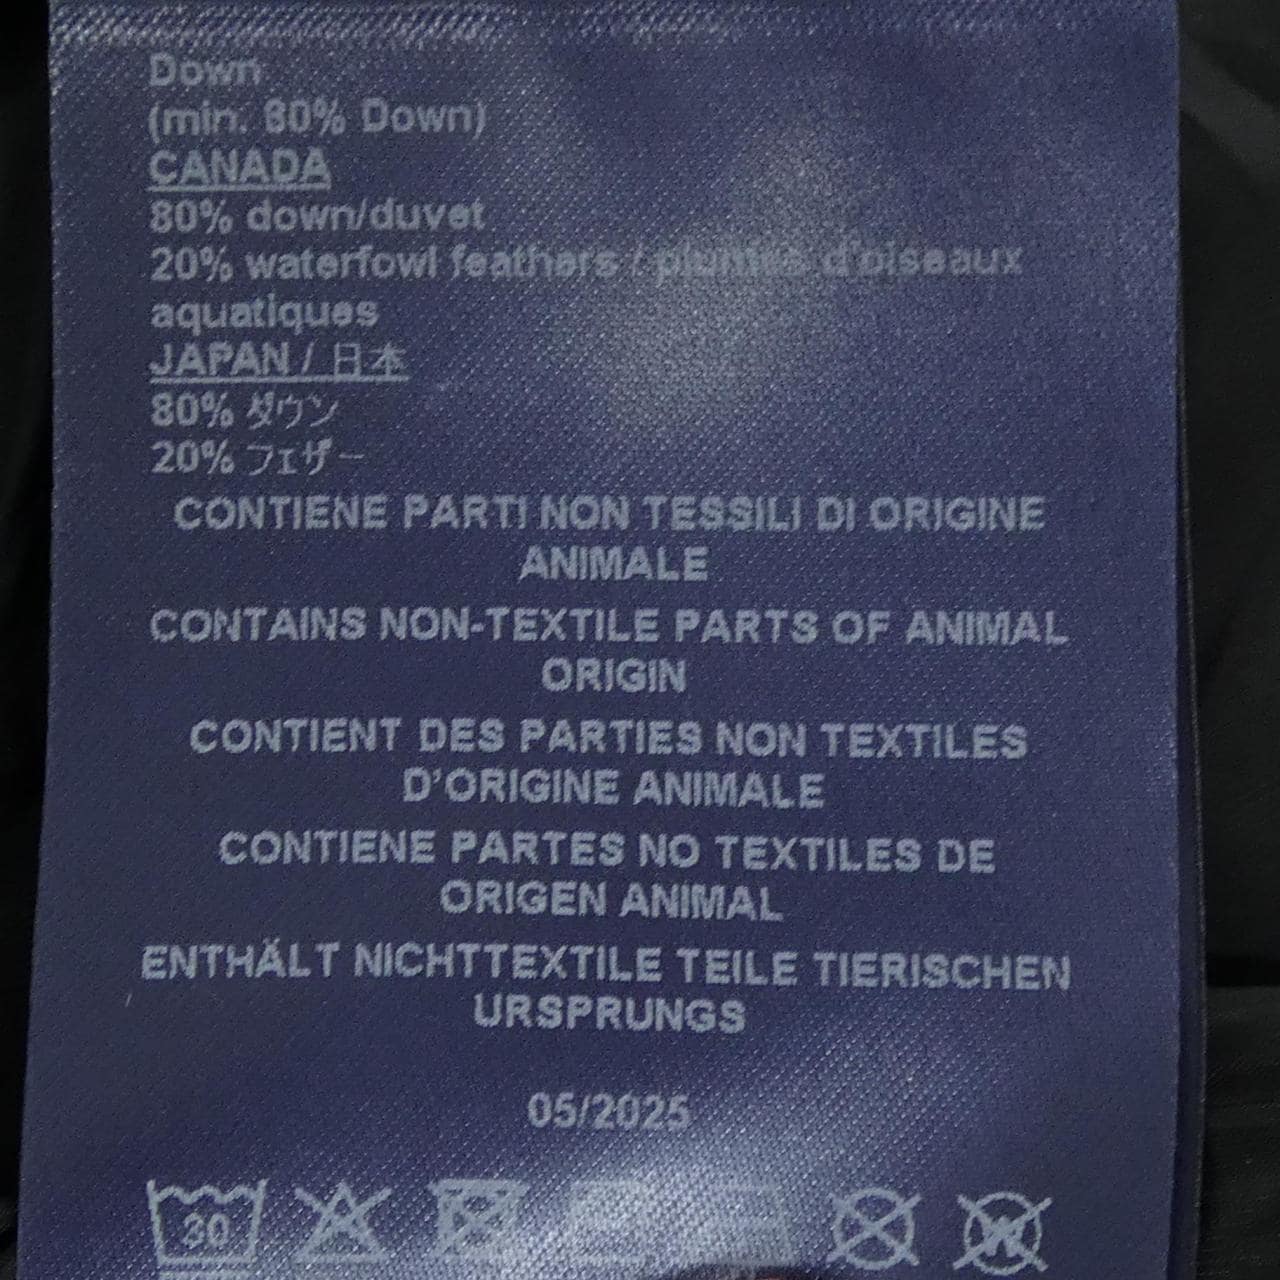 Down
(min. 80% Down)
CANADA
80% down/duvet
20% waterfowl feathers / plumes d'oiseaux
aquatiques
JAPAN / 日本
80% ダウン
20% フェザー
CONTIENE PARTI NON TESSILI DI ORIGINE
ANIMALE
CONTAINS NON-TEXTILE PARTS OF ANIMAL
ORIGIN
CONTIENT DES PARTIES NON TEXTILES
D'ORIGINE ANIMALE
CONTIENE PARTES NO TEXTILES DE
ORIGEN ANIMAL
ENTHÄLT NICHTTEXTILE TEILE TIERISCHEN
URSPRUNGS
05/2025
30 W